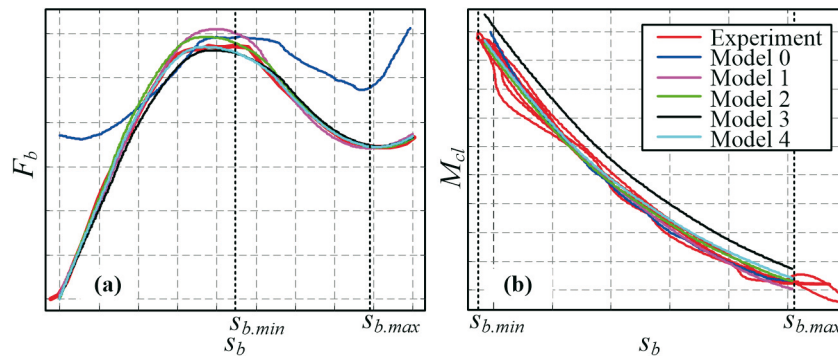 F_b
(a)
s_b.min
s_b.max
s_b
M_cl
Experiment
Model 0
Model 1
Model 2
Model 3
Model 4
(b)
s_b.min
s_b.max
s_b